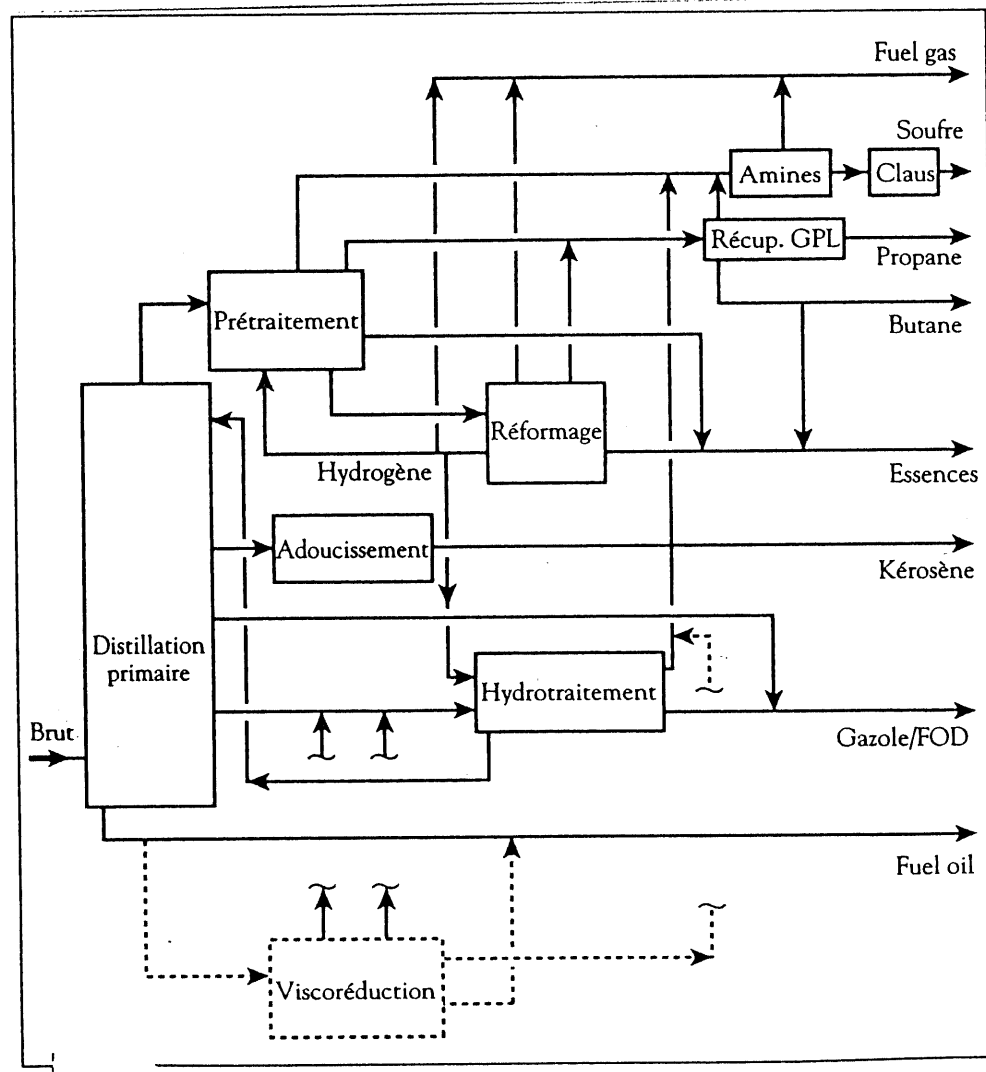 Fuel gas
Soufre
Amines
Claus
Récup. GPL
Propane
Prétraitement
Butane
Réformage
Hydrogène
Essences
Adoucissement
Kérosène
Distillation
primaire
Hydrotraitement
Brut
Gazole/FOD
Fuel oil
Viscoréduction